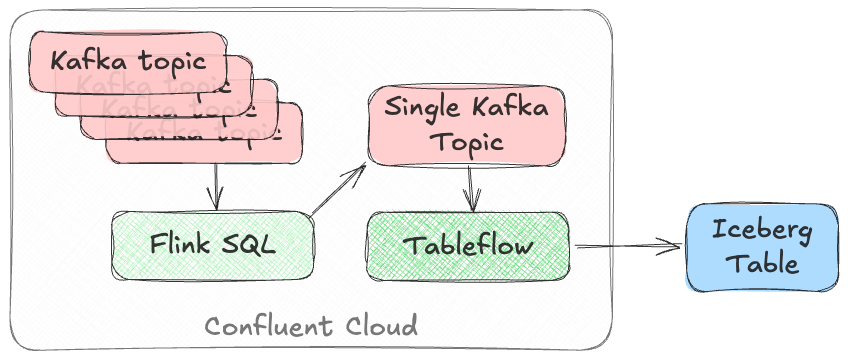 Kafka topic
Kafka topic
Kafka topic
Kafka topic
Single Kafka
Topic
Flink SQL
Tableflow
Iceberg
Table
Confluent Cloud